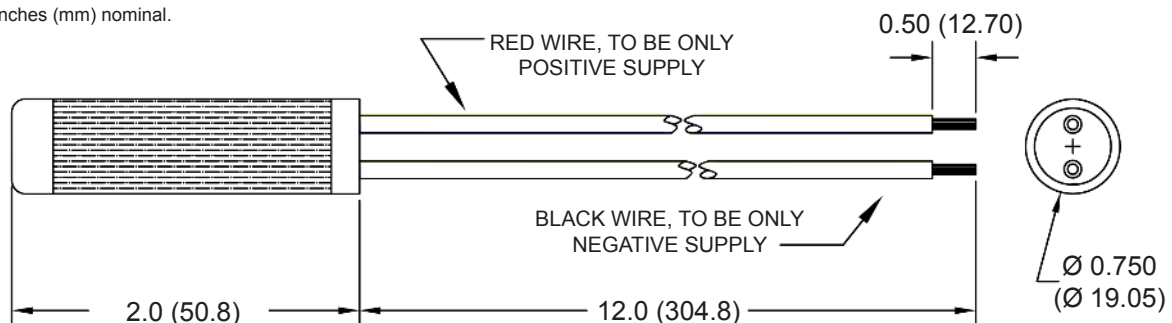 nches (mm) nominal.
0.50 (12.70)
RED WIRE, TO BE ONLY
POSITIVE SUPPLY
BLACK WIRE, TO BE ONLY
NEGATIVE SUPPLY
Ø 0.750
(Ø 19.05)
2.0 (50.8)
12.0 (304.8)